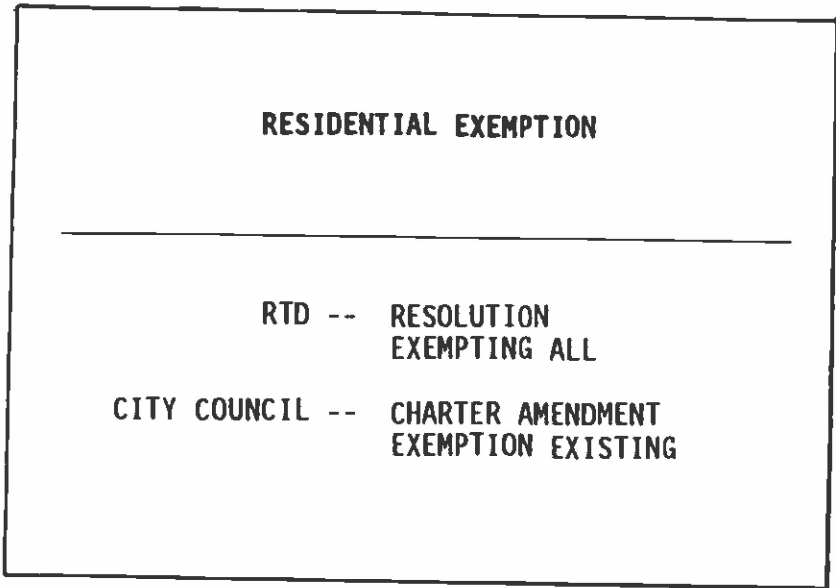 RESIDENTIAL EXEMPTION
RTD -- RESOLUTION
EXEMPTING ALL
CITY COUNCIL -- CHARTER AMENDMENT
EXEMPTION EXISTING